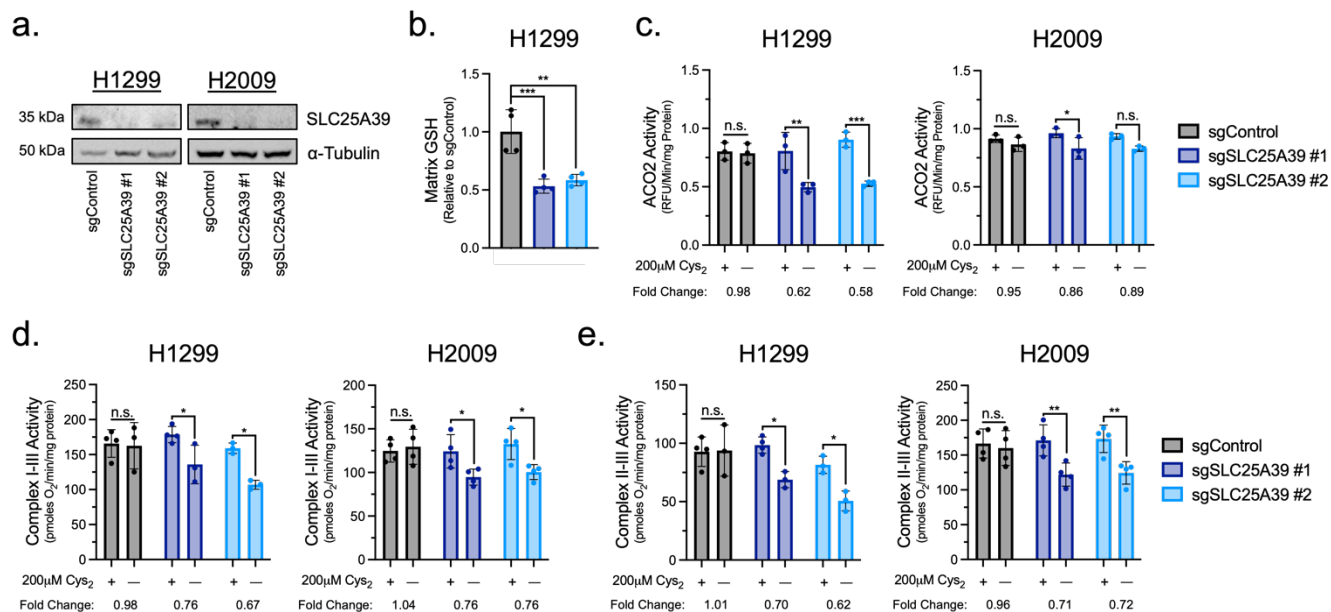 a.
H1299 H2009
35 kDa SLC25A39
50 kDa α-Tubulin
sgControl sgSLC25A39 #1 sgSLC25A39 #2 sgControl sgSLC25A39 #1 sgSLC25A39 #2
b.
H1299
*** **
Matrix GSH
(Relative to sgControl)
1.5
1.0
0.5
0.0
c.
H1299
ACO2 Activity
(RFU/Min/mg Protein)
1.5
1.0
0.5
0.0
n.s. ** ***
200μM Cys2 + — + — + —
Fold Change: 0.98 0.62 0.58
H2009
ACO2 Activity
(RFU/Min/mg Protein)
1.5
1.0
0.5
0.0
n.s. * n.s.
200μM Cys2 + — + — + —
Fold Change: 0.95 0.86 0.89
sgControl
sgSLC25A39 #1
sgSLC25A39 #2
d.
H1299
Complex I-III Activity
(pmoles O2/min/mg protein)
250
200
150
100
50
0
n.s. * *
200μM Cys2 + — + — + —
Fold Change: 0.98 0.76 0.67
H2009
Complex I-III Activity
(pmoles O2/min/mg protein)
200
150
100
50
0
n.s. * *
200μM Cys2 + — + — + —
Fold Change: 1.04 0.76 0.76
e.
H1299
Complex II-III Activity
(pmoles O2/min/mg protein)
150
100
50
0
n.s. * *
200μM Cys2 + — + — + —
Fold Change: 1.01 0.70 0.62
H2009
Complex II-III Activity
(pmoles O2/min/mg protein)
250
200
150
100
50
0
n.s. ** **
200μM Cys2 + — + — + —
Fold Change: 0.96 0.71 0.72
sgControl
sgSLC25A39 #1
sgSLC25A39 #2